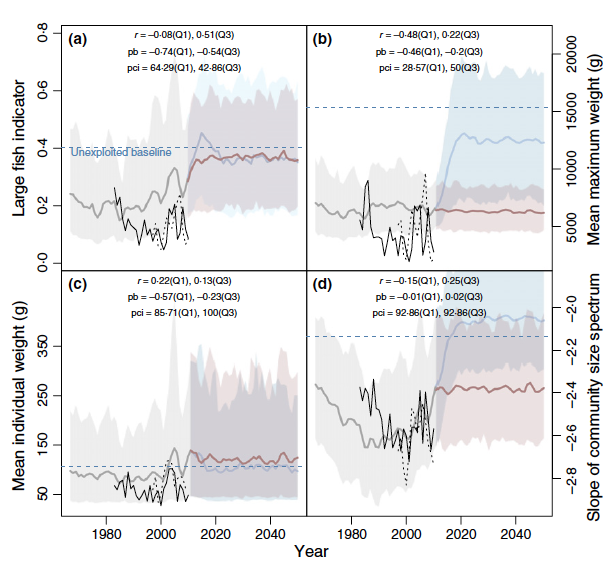 (a)
r = −0·08(Q1), 0·51(Q3)
pb = −0·74(Q1), −0·54(Q3)
pci = 64·29(Q1), 42·86(Q3)
Unexploited baseline
Large fish indicator
0·8
0·6
0·4
0·2
0·0
(b)
r = −0·48(Q1), 0·22(Q3)
pb = −0·46(Q1), −0·2(Q3)
pci = 28·57(Q1), 50(Q3)
Mean maximum weight (g)
20000
15000
10000
5000
(c)
r = 0·22(Q1), 0·13(Q3)
pb = −0·57(Q1), −0·23(Q3)
pci = 85·71(Q1), 100(Q3)
Mean individual weight (g)
350
250
150
50
(d)
r = −0·15(Q1), 0·25(Q3)
pb = −0·01(Q1), 0·02(Q3)
pci = 92·86(Q1), 92·86(Q3)
Slope of community size spectrum
−2·0
−2·2
−2·4
−2·6
−2·8
1980 2000 2020 2040
1980 2000 2020 2040
Year